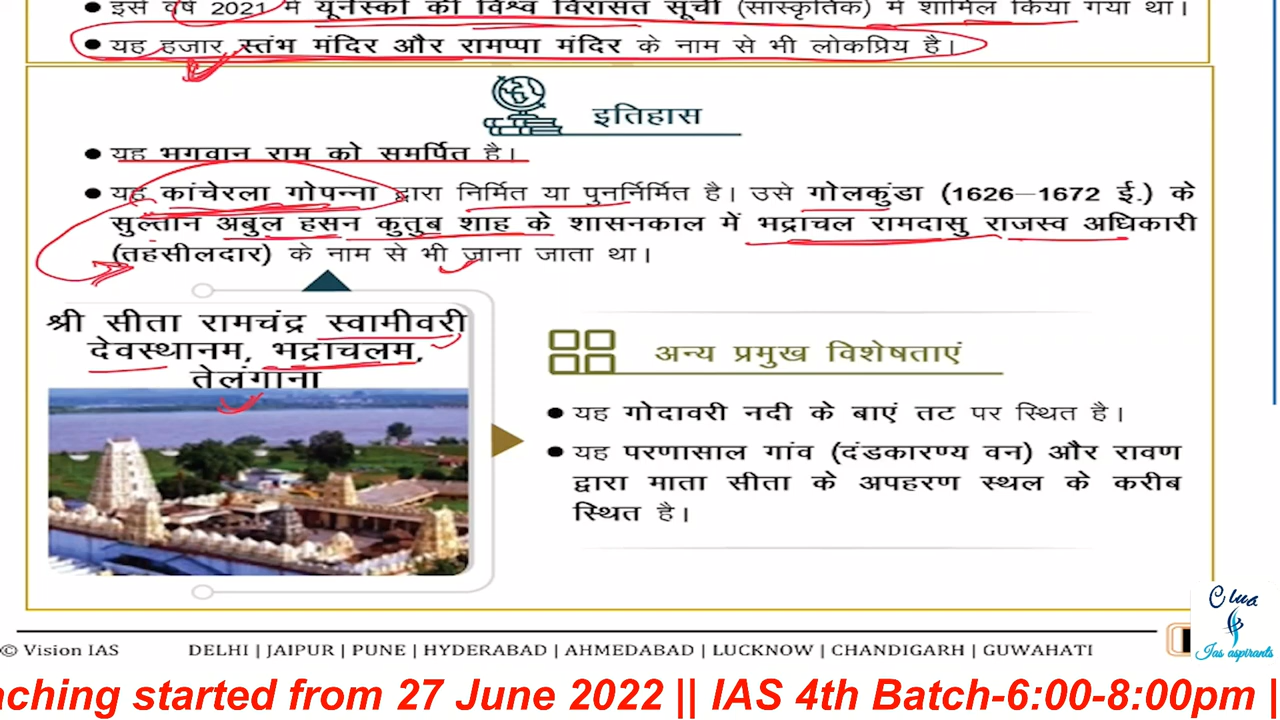 • इसे वर्ष 2021 में यूनेस्को की विश्व विरासत सूची (सांस्कृतिक) में शामिल किया गया था।
• यह हजार स्तंभ मंदिर और रामप्पा मंदिर के नाम से भी लोकप्रिय है।
इतिहास
• यह भगवान राम को समर्पित है।
• यह कांचेरला गोपन्ना द्वारा निर्मित या पुनर्निर्मित है। उसे गोलकुंडा (1626–1672 ई.) के
सुल्तान अबुल हसन कुतुब शाह के शासनकाल में भद्राचल रामदासु राजस्व अधिकारी
(तहसीलदार) के नाम से भी जाना जाता था।
श्री सीता रामचंद्र स्वामीवरी
देवस्थानम, भद्राचलम,
तेलंगाना
अन्य प्रमुख विशेषताएं
• यह गोदावरी नदी के बाएं तट पर स्थित है।
• यह परणासाल गांव (दंडकारण्य वन) और रावण
द्वारा माता सीता के अपहरण स्थल के करीब
स्थित है।
© Vision IAS
DELHI | JAIPUR | PUNE | HYDERABAD | AHMEDABAD | LUCKNOW | CHANDIGARH | GUWAHATI
Ias aspirants
aching started from 27 June 2022 || IAS 4th Batch-6:00-8:00pm |